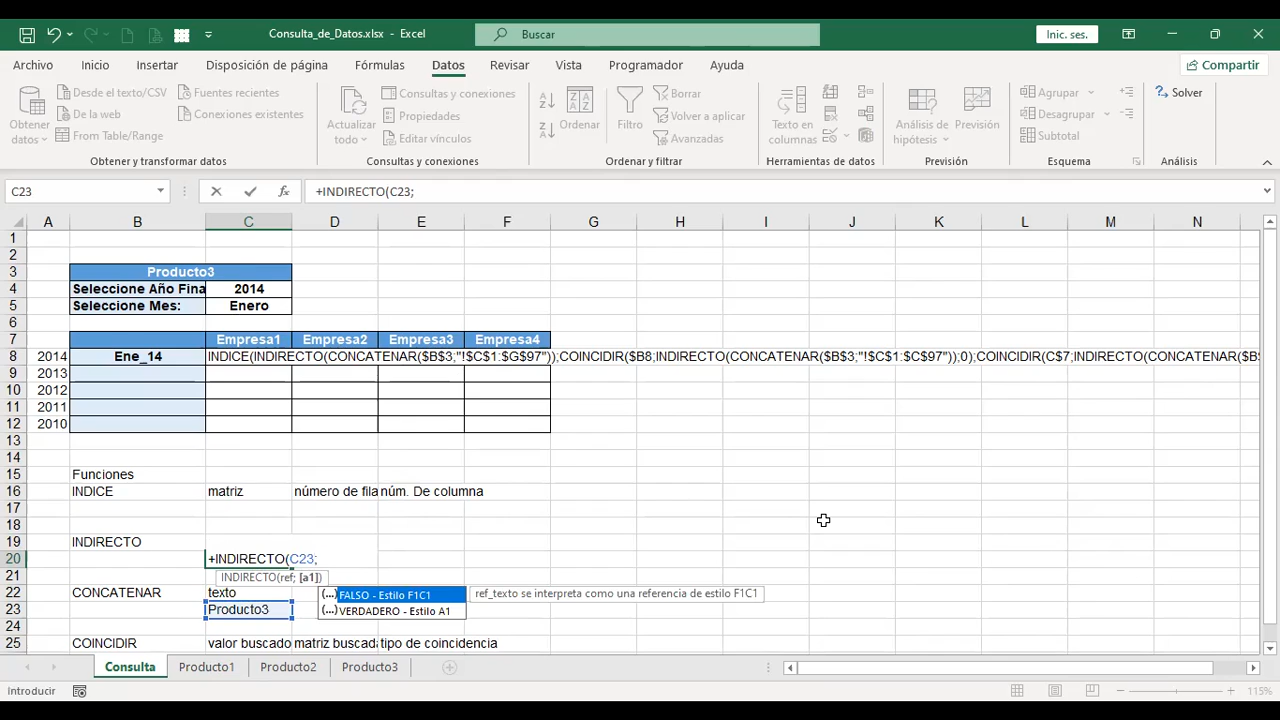 Consulta_de_Datos.xlsx - Excel
Buscar
Inic. ses.
Archivo Inicio Insertar Disposición de página Fórmulas Datos Revisar Vista Programador Ayuda
Compartir
Obtener datos
Desde el texto/CSV
De la web
From Table/Range
Fuentes recientes
Conexiones existentes
Obtener y transformar datos
Actualizar todo
Consultas y conexiones
Propiedades
Editar vínculos
Consultas y conexiones
Ordenar
Filtro
Borrar
Volver a aplicar
Avanzadas
Ordenar y filtrar
Texto en columnas
Herramientas de datos
Análisis de hipótesis
Previsión
Previsión
Agrupar
Desagrupar
Subtotal
Esquema
Solver
Análisis
C23
fx
+INDIRECTO(C23;
A B C D E F G H I J K L M N
1
2
3 Producto3
4 Seleccione Año Fina 2014
5 Seleccione Mes: Enero
6
7 Empresa1 Empresa2 Empresa3 Empresa4
8 2014 Ene_14 INDICE(INDIRECTO(CONCATENAR($B$3;"!$C$1:$G$97"));COINCIDIR($B8;INDIRECTO(CONCATENAR($B$3;"!$C$1:$C$97"));0);COINCIDIR(C$7;INDIRECTO(CONCATENAR($B$
9 2013
10 2012
11 2011
12 2010
13
14
15 Funciones
16 INDICE matriz número de fila núm. De columna
17
18
19 INDIRECTO
20 +INDIRECTO(C23;
21 INDIRECTO(ref; [a1])
22 CONCATENAR texto
(...) FALSO - Estilo F1C1
ref_texto se interpreta como una referencia de estilo F1C1
23 Producto3
(...) VERDADERO - Estilo A1
24
25 COINCIDIR valor buscado matriz buscada tipo de coincidencia
Consulta Producto1 Producto2 Producto3
Introducir
115%